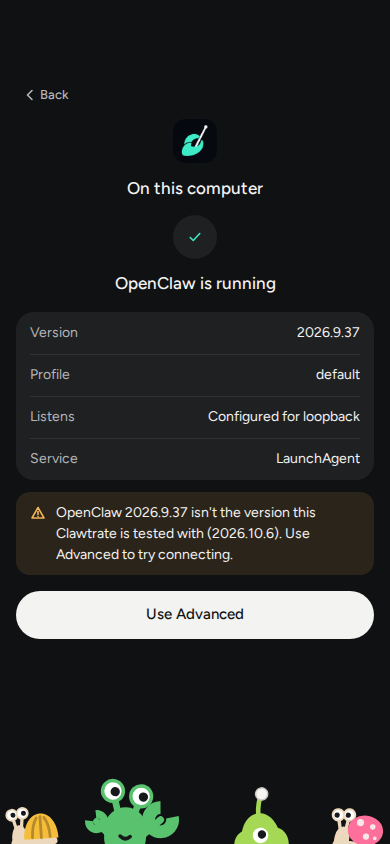 Back
On this computer
OpenClaw is running
Version 2026.9.37
Profile default
Listens Configured for loopback
Service LaunchAgent
OpenClaw 2026.9.37 isn't the version this
Clawtrate is tested with (2026.10.6). Use
Advanced to try connecting.
Use Advanced